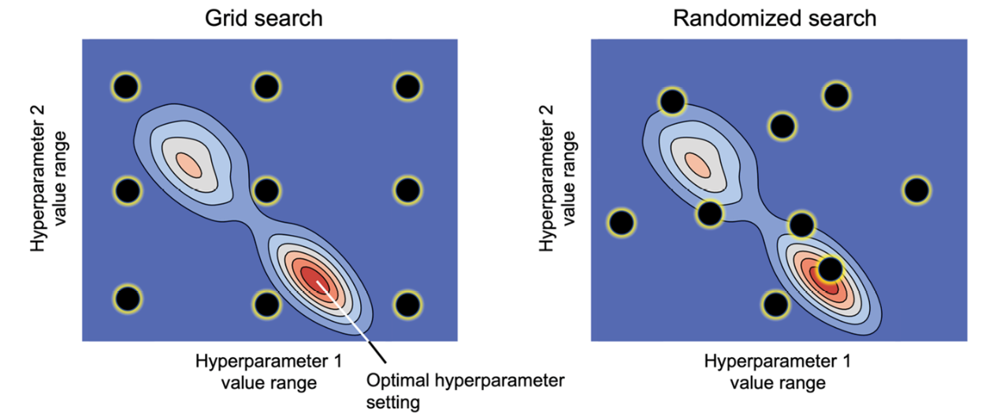 Grid search
Randomized search
Hyperparameter 2
value range
Hyperparameter 2
value range
Hyperparameter 1
value range
Optimal hyperparameter
setting
Hyperparameter 1
value range